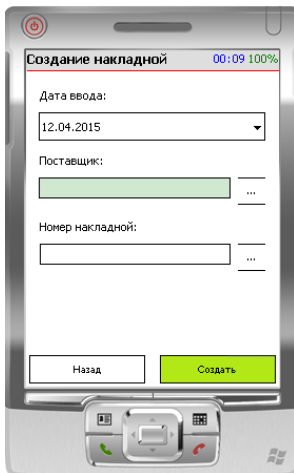 Создание накладной 00:09 100%
Дата ввода:
12.04.2015
Поставщик:
...
Номер накладной:
...
Назад Создать